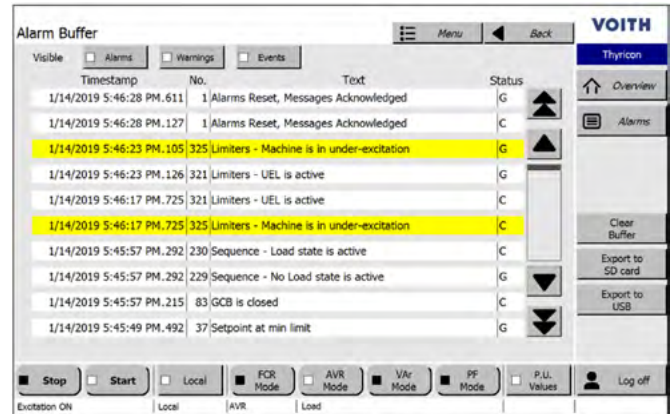 Alarm Buffer
Menu
Back
VOITH
Visible
Alarms
Warnings
Events
Thyricon
Timestamp No. Text Status
Overview
1/14/2019 5:46:28 PM.611 1 Alarms Reset, Messages Acknowledged G
1/14/2019 5:46:28 PM.127 1 Alarms Reset, Messages Acknowledged C
Alarms
1/14/2019 5:46:23 PM.105 325 Limiters - Machine is in under-excitation G
1/14/2019 5:46:23 PM.126 321 Limiters - UEL is active G
1/14/2019 5:46:17 PM.725 321 Limiters - UEL is active C
1/14/2019 5:46:17 PM.725 325 Limiters - Machine is in under-excitation C
1/14/2019 5:45:57 PM.292 230 Sequence - Load state is active C
1/14/2019 5:45:57 PM.292 229 Sequence - No Load state is active G
1/14/2019 5:45:57 PM.215 83 GCB is closed C
1/14/2019 5:45:49 PM.492 37 Setpoint at min limit G
Clear
Buffer
Export to
SD card
Export to
USB
Stop
Start
Local
FCR
Mode
AVR
Mode
VAr
Mode
PF
Mode
P.U.
Values
Log off
Excitation ON
Local
AVR
Load